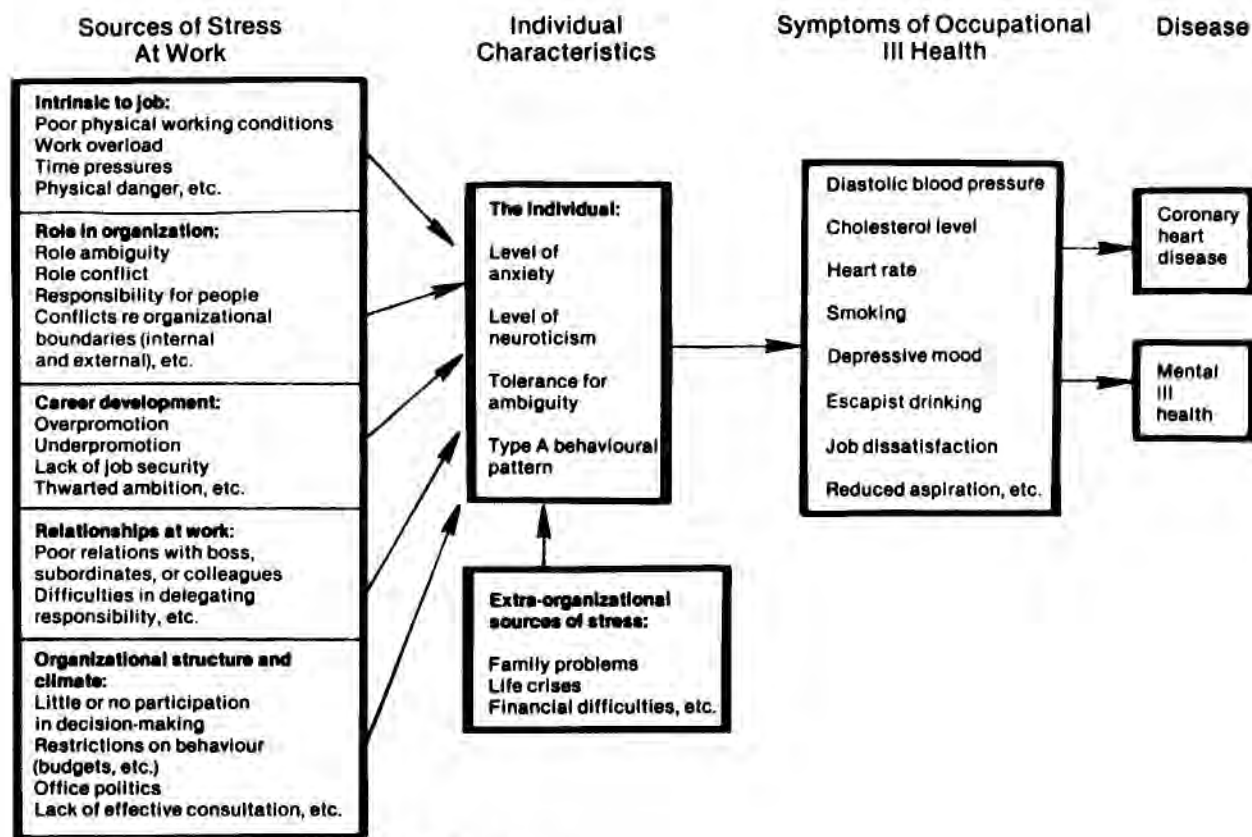 Sources of Stress
At Work
Intrinsic to job:
Poor physical working conditions
Work overload
Time pressures
Physical danger, etc.
Role in organization:
Role ambiguity
Role conflict
Responsibility for people
Conflicts re organizational
boundaries (internal
and external), etc.
Career development:
Overpromotion
Underpromotion
Lack of job security
Thwarted ambition, etc.
Relationships at work:
Poor relations with boss,
subordinates, or colleagues
Difficulties in delegating
responsibility, etc.
Organizational structure and
climate:
Little or no participation
in decision-making
Restrictions on behaviour
(budgets, etc.)
Office politics
Lack of effective consultation, etc.
Individual
Characteristics
The Individual:
Level of
anxiety
Level of
neuroticism
Tolerance for
ambiguity
Type A behavioural
pattern
Extra-organizational
sources of stress:
Family problems
Life crises
Financial difficulties, etc.
Symptoms of Occupational
Ill Health
Diastolic blood pressure
Cholesterol level
Heart rate
Smoking
Depressive mood
Escapist drinking
Job dissatisfaction
Reduced aspiration, etc.
Disease
Coronary
heart
disease
Mental
ill
health